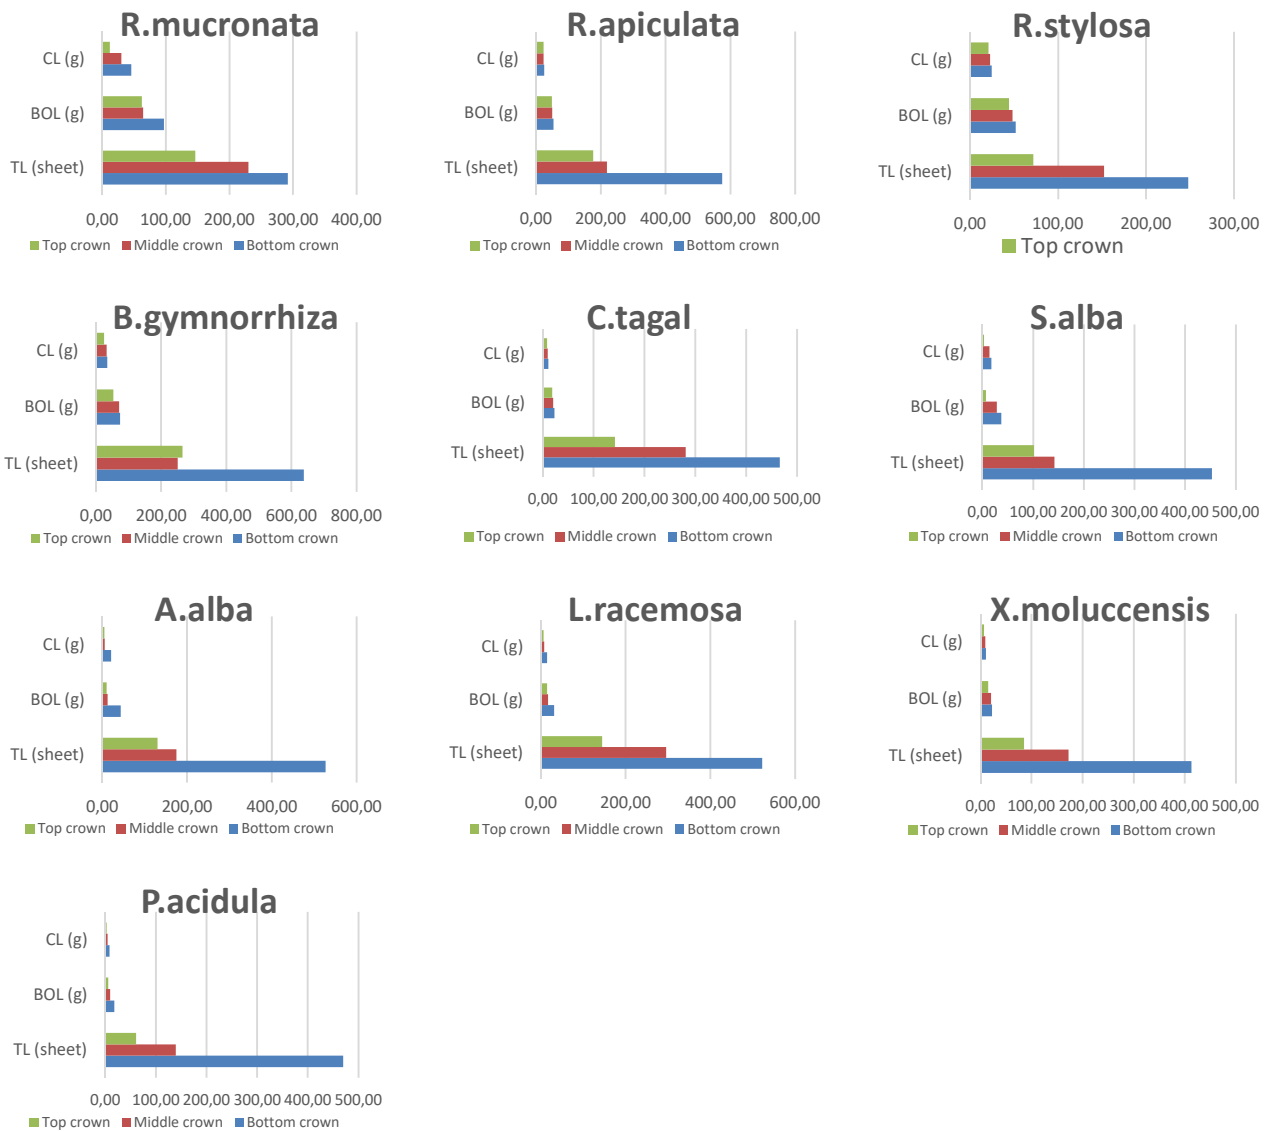 R.mucronata
CL (g)
BOL (g)
TL (sheet)
0,00 100,00 200,00 300,00 400,00
Top crown Middle crown Bottom crown
R.apiculata
CL (g)
BOL (g)
TL (sheet)
0,00 200,00 400,00 600,00 800,00
Top crown Middle crown Bottom crown
R.stylosa
CL (g)
BOL (g)
TL (sheet)
0,00 100,00 200,00 300,00
Top crown
B.gymnorrhiza
CL (g)
BOL (g)
TL (sheet)
0,00 200,00 400,00 600,00 800,00
Top crown Middle crown Bottom crown
C.tagal
CL (g)
BOL (g)
TL (sheet)
0,00 100,00 200,00 300,00 400,00 500,00
Top crown Middle crown Bottom crown
S.alba
CL (g)
BOL (g)
TL (sheet)
0,00 100,00 200,00 300,00 400,00 500,00
Top crown Middle crown Bottom crown
A.alba
CL (g)
BOL (g)
TL (sheet)
0,00 200,00 400,00 600,00
Top crown Middle crown Bottom crown
L.racemosa
CL (g)
BOL (g)
TL (sheet)
0,00 200,00 400,00 600,00
Top crown Middle crown Bottom crown
X.moluccensis
CL (g)
BOL (g)
TL (sheet)
0,00 100,00 200,00 300,00 400,00 500,00
Top crown Middle crown Bottom crown
P.acidula
CL (g)
BOL (g)
TL (sheet)
0,00 100,00 200,00 300,00 400,00 500,00
Top crown Middle crown Bottom crown